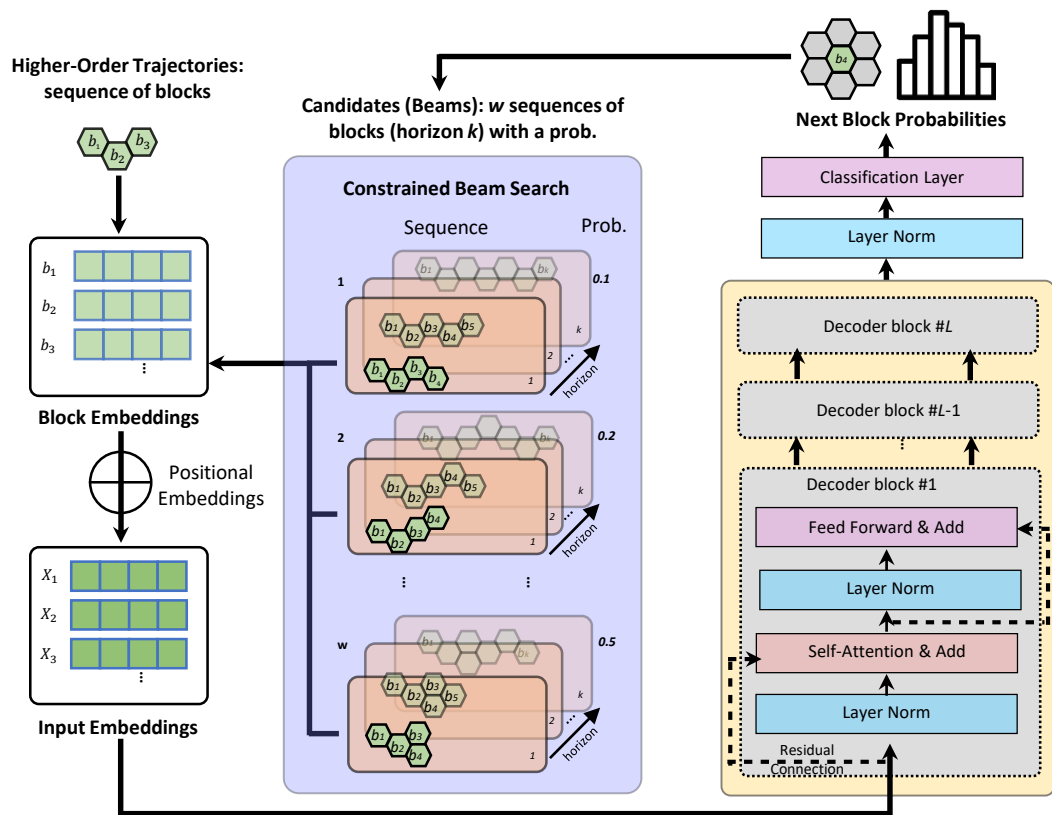 Higher-Order Trajectories:
sequence of blocks
b₁ b₂ b₃
b₁
b₂
b₃
⋮
Block Embeddings
Positional
Embeddings
X₁
X₂
X₃
⋮
Input Embeddings
Candidates (Beams): w sequences of
blocks (horizon k) with a prob.
Constrained Beam Search
Sequence
Prob.
1
b₁ bₖ
0.1
b₁ b₂ b₃ b₄ b₅
k
b₁ b₂ b₃ b₄
2
...
1
horizon
2
b₁ bₖ
0.2
b₁ b₂ b₃ b₄ b₅
k
b₁ b₂ b₃ b₄
2
...
1
horizon
⋮ ⋮
w
b₁ bₖ
0.5
b₁ b₂ b₃ b₄ b₅
k
b₁ b₂ b₃ b₄
2
...
1
horizon
b₄
Next Block Probabilities
Classification Layer
Layer Norm
Decoder block #L
Decoder block #L-1
⋮
Decoder block #1
Feed Forward & Add
Layer Norm
Self-Attention & Add
Layer Norm
Residual
Connection